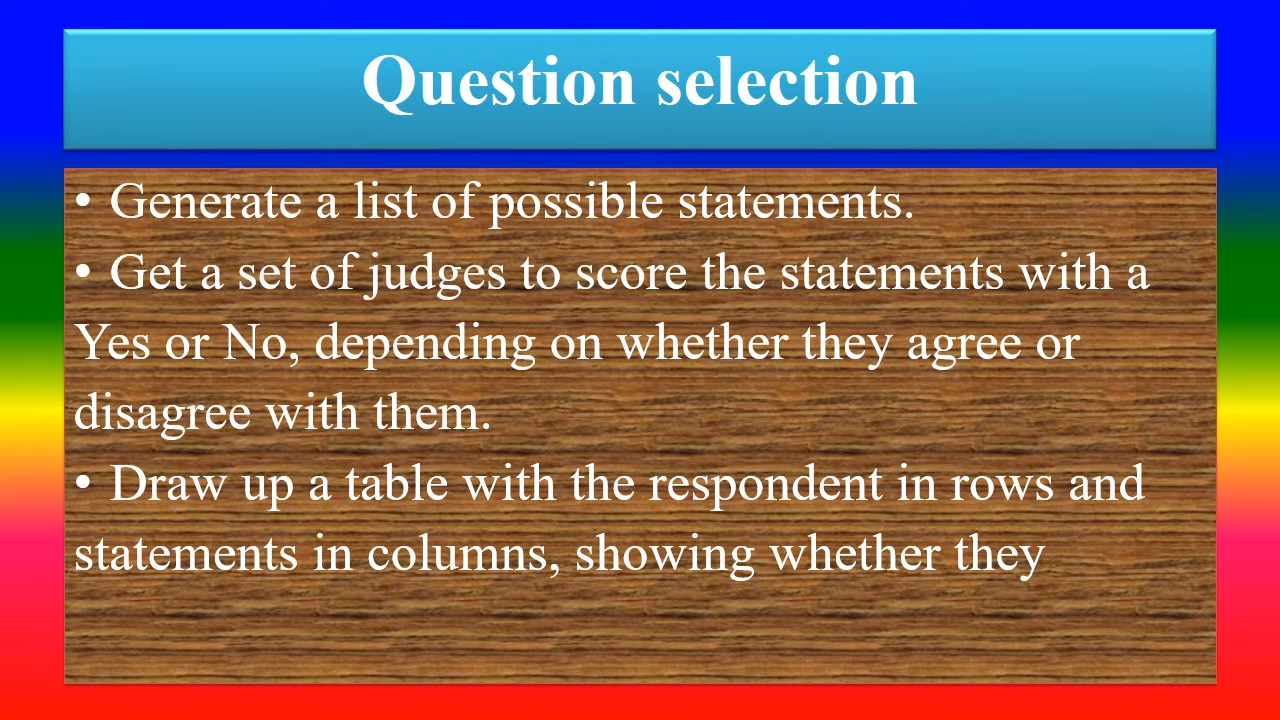 Question selection
• Generate a list of possible statements.
• Get a set of judges to score the statements with a
Yes or No, depending on whether they agree or
disagree with them.
• Draw up a table with the respondent in rows and
statements in columns, showing whether they